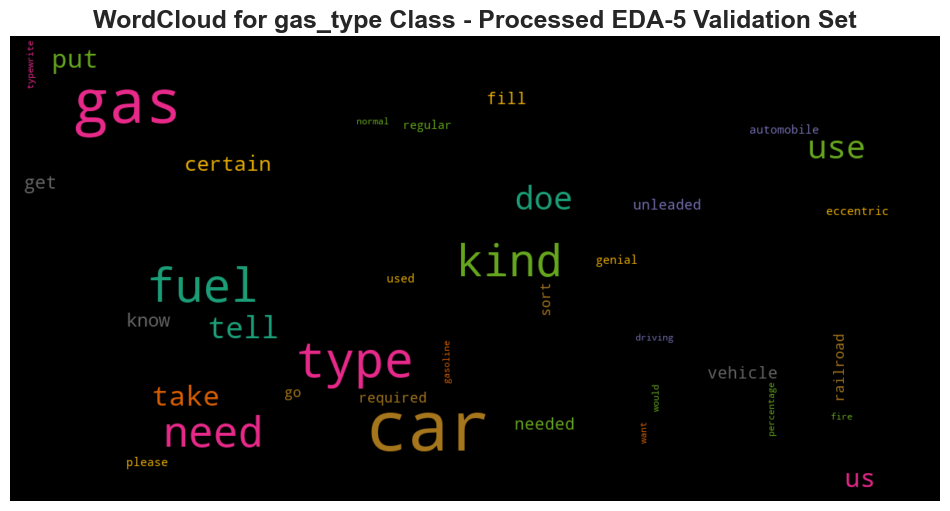 WordCloud for gas_type Class - Processed EDA-5 Validation Set
typewrite
put
gas
fill
normal
regular
automobile
use
certain
get
doe
unleaded
eccentric
kind
genial
fuel
used
sort
know
tell
driving
type
gasoline
vehicle
railroad
take
go
required
would
percentage
car
need
needed
want
fire
please
us